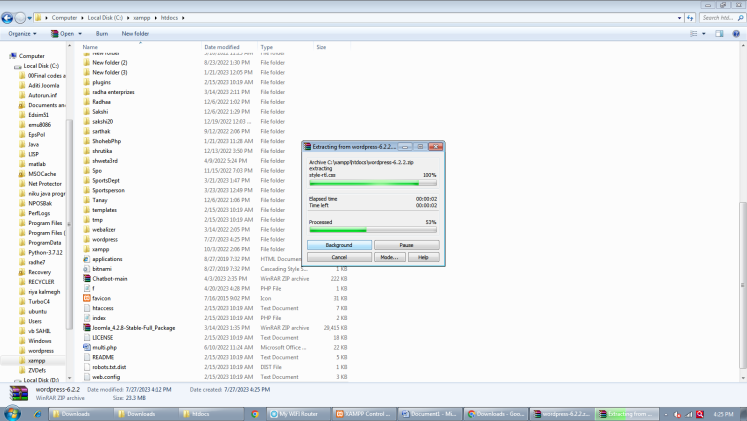 Computer ▸ Local Disk (C:) ▸ xampp ▸ htdocs ▸
Search htd...
Organize ▾ Open ▾ Burn New folder
Name Date modified Type Size
New folder (2) 8/23/2022 1:30 PM File folder
New folder (3) 1/21/2023 12:05 PM File folder
plugins 2/15/2023 10:19 AM File folder
radha enterprizes 3/14/2023 2:11 PM File folder
Radhaa 12/6/2022 1:02 PM File folder
Sakshi 12/6/2022 1:29 PM File folder
sakshi20 12/19/2022 12:03 ... File folder
sarthak 9/12/2022 2:06 PM File folder
ShohebPhp 1/21/2023 11:28 AM File folder
shrutika 12/13/2022 3:50 PM File folder
shweta3rd 4/9/2022 5:24 PM File folder
Spo 11/15/2022 7:03 PM File folder
SportsDept 3/21/2023 1:47 PM File folder
Sportsperson 3/23/2023 12:49 PM File folder
Tanay 12/6/2022 1:06 PM File folder
templates 2/15/2023 10:19 AM File folder
tmp 2/15/2023 10:19 AM File folder
webalizer 3/14/2022 2:05 PM File folder
wordpress 7/27/2023 4:25 PM File folder
xampp 10/3/2022 2:06 PM File folder
applications 8/27/2019 7:32 PM HTML Docume
bitnami 8/27/2019 7:32 PM Cascading Style S... 1 KB
Chatbot-main 4/3/2023 2:35 PM WinRAR ZIP archive 222 KB
f 4/20/2023 4:28 PM PHP File 1 KB
favicon 7/16/2015 9:02 PM Icon 31 KB
htaccess 2/15/2023 10:19 AM Text Document 7 KB
index 2/15/2023 10:19 AM PHP File 2 KB
Joomla_4.2.8-Stable-Full_Package 3/14/2023 1:35 PM WinRAR ZIP archive 29,415 KB
LICENSE 2/15/2023 10:19 AM Text Document 18 KB
multi.php 6/10/2022 11:24 AM Microsoft Office ... 22 KB
README 2/15/2023 10:19 AM Text Document 5 KB
robots.txt.dist 2/15/2023 10:19 AM DIST File 1 KB
web.config 2/15/2023 10:19 AM Text Document 3 KB
Computer
Local Disk (C:)
00Final codes a
Aditi Joomla
Autorun.inf
Documents and
Edsim51
emu8086
EpsPol
Java
LISP
matlab
MSOCache
Net Protector
niku java progr
NPOSBak
PerfLogs
Program Files
Program Files (
ProgramData
Python-3.7.12
radhe7
Recovery
RECYCLER
riya kalmegh
TurboC4
ubuntu
Users
vb SAHIL
Windows
wordpress
xampp
ZVDefs
Local Disk (D:)
Extracting from wordpress-6.2.2....
Archive C:\xampp\htdocs\wordpress-6.2.2.zip
extracting
style-rtl.css 100%
Elapsed time 00:00:02
Time left 00:00:02
Processed 53%
Background Pause
Cancel Mode... Help
wordpress-6.2.2 Date modified: 7/27/2023 4:12 PM Date created: 7/27/2023 4:25 PM
WinRAR ZIP archive Size: 23.3 MB
Downloads Downloads htdocs My WiFi Router XAMPP Control ... Document1 - Mi... Downloads - Goo... wordpress-6.2.2.z... Extracting from ... 4:25 PM